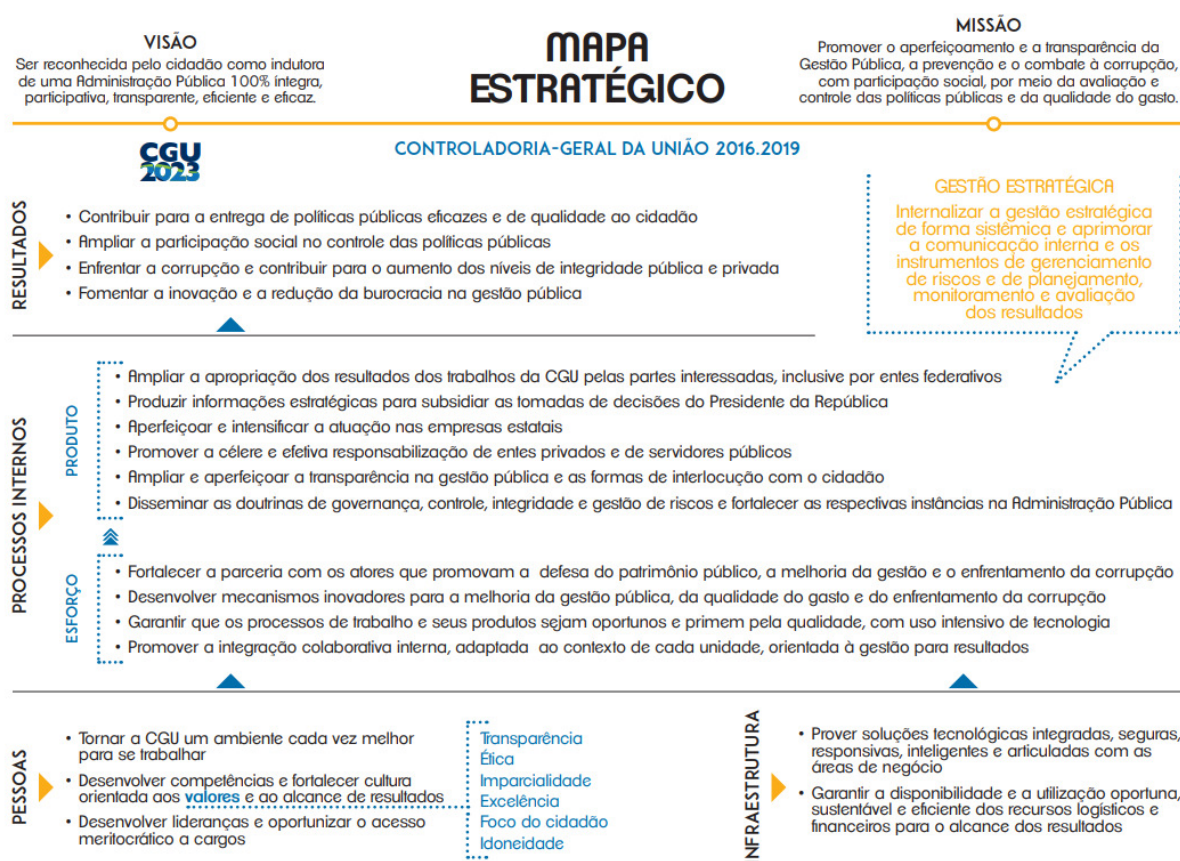 VISÃO
Ser reconhecida pelo cidadão como indutora
de uma Administração Pública 100% íntegra,
participativa, transparente, eficiente e eficaz.
MAPA
ESTRATÉGICO
MISSÃO
Promover o aperfeiçoamento e a transparência da
Gestão Pública, a prevenção e o combate à corrupção,
com participação social, por meio da avaliação e
controle das políticas públicas e da qualidade do gasto.
CGU
2023
CONTROLADORIA-GERAL DA UNIÃO 2016.2019
GESTÃO ESTRATÉGICA
Internalizar a gestão estratégica
de forma sistêmica e aprimorar
a comunicação interna e os
instrumentos de gerenciamento
de riscos e de planejamento,
monitoramento e avaliação
dos resultados
RESULTADOS
• Contribuir para a entrega de políticas públicas eficazes e de qualidade ao cidadão
• Ampliar a participação social no controle das políticas públicas
• Enfrentar a corrupção e contribuir para o aumento dos níveis de integridade pública e privada
• Fomentar a inovação e a redução da burocracia na gestão pública
PROCESSOS INTERNOS
PRODUTO
• Ampliar a apropriação dos resultados dos trabalhos da CGU pelas partes interessadas, inclusive por entes federativos
• Produzir informações estratégicas para subsidiar as tomadas de decisões do Presidente da República
• Aperfeiçoar e intensificar a atuação nas empresas estatais
• Promover a célere e efetiva responsabilização de entes privados e de servidores públicos
• Ampliar e aperfeiçoar a transparência na gestão pública e as formas de interlocução com o cidadão
• Disseminar as doutrinas de governança, controle, integridade e gestão de riscos e fortalecer as respectivas instâncias na Administração Pública
ESFORÇO
• Fortalecer a parceria com os atores que promovam a defesa do patrimônio público, a melhoria da gestão e o enfrentamento da corrupção
• Desenvolver mecanismos inovadores para a melhoria da gestão pública, da qualidade do gasto e do enfrentamento da corrupção
• Garantir que os processos de trabalho e seus produtos sejam oportunos e primem pela qualidade, com uso intensivo de tecnologia
• Promover a integração colaborativa interna, adaptada ao contexto de cada unidade, orientada à gestão para resultados
PESSOAS
• Tornar a CGU um ambiente cada vez melhor
para se trabalhar
• Desenvolver competências e fortalecer cultura
orientada aos valores e ao alcance de resultados
• Desenvolver lideranças e oportunizar o acesso
meritocrático a cargos
Transparência
Ética
Imparcialidade
Excelência
Foco do cidadão
Idoneidade
NFRAESTRUTURA
• Prover soluções tecnológicas integradas, seguras,
responsivas, inteligentes e articuladas com as
áreas de negócio
• Garantir a disponibilidade e a utilização oportuna,
sustentável e eficiente dos recursos logísticos e
financeiros para o alcance dos resultados